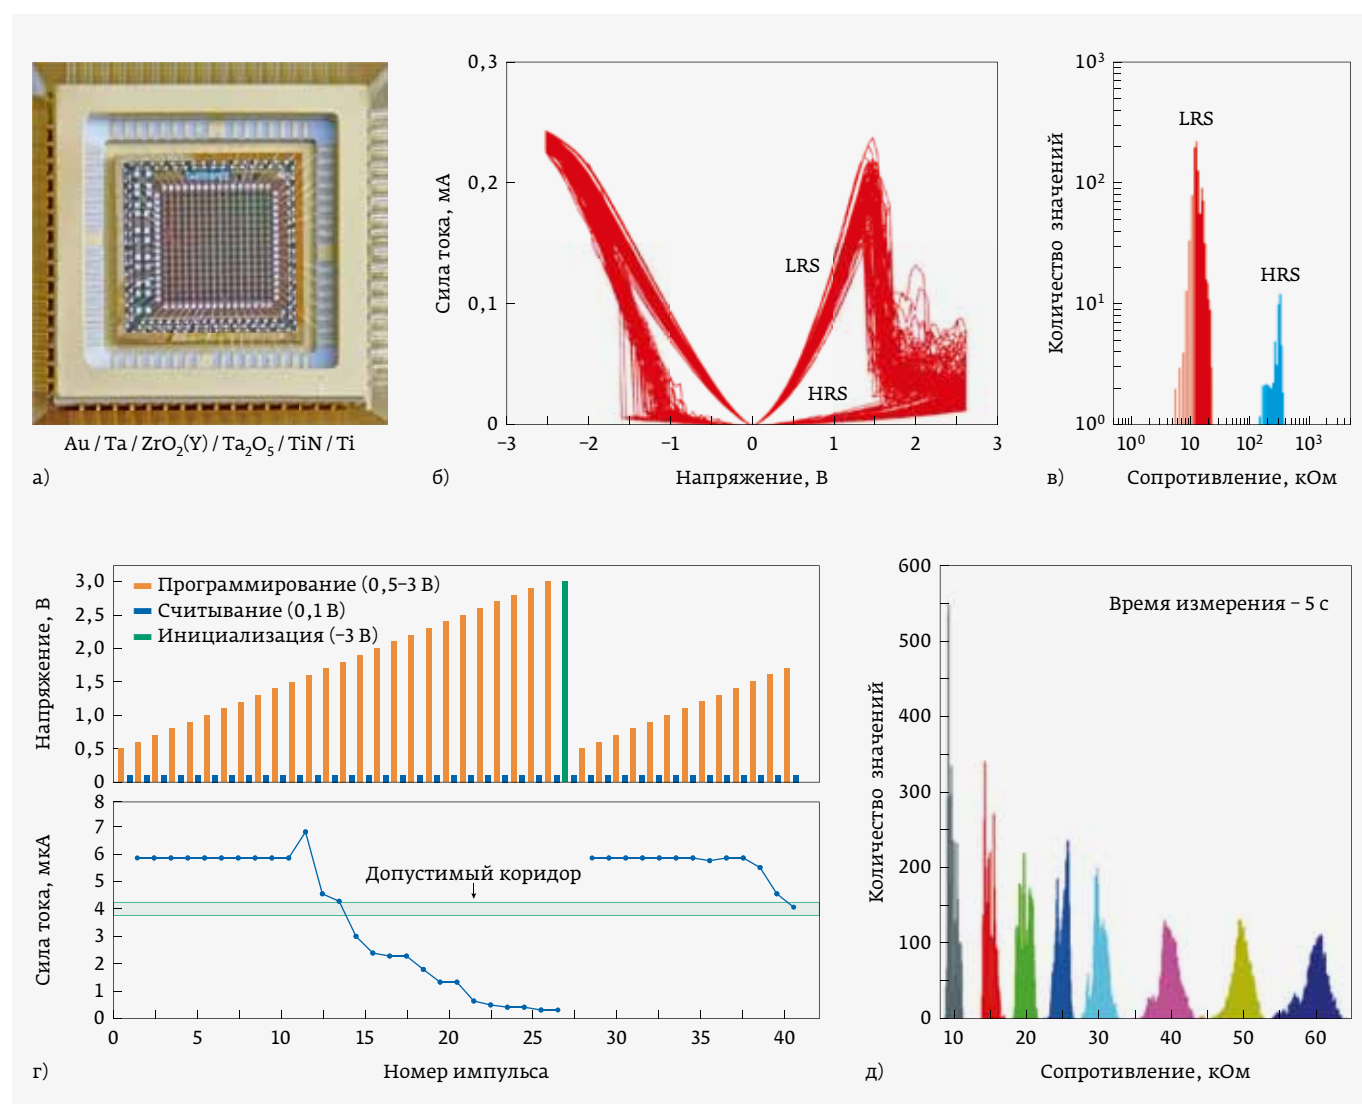 Au / Ta / ZrO₂(Y) / Ta₂O₅ / TiN / Ti
а)
0,3
0,2
0,1
0
Сила тока, мА
LRS
HRS
−3
−2
−1
0
1
2
3
Напряжение, В
б)
10³
10²
10¹
10⁰
Количество значений
LRS
HRS
10⁰
10
10²
10³
Сопротивление, кОм
в)
3,0
2,5
2,0
1,5
1,0
0,5
0
Напряжение, В
Программирование (0,5–3 В)
Считывание (0,1 В)
Инициализация (–3 В)
8
7
6
5
4
3
2
1
0
Сила тока, мкА
Допустимый коридор
0
5
10
15
20
25
30
35
40
Номер импульса
г)
600
500
400
300
200
100
0
Количество значений
Время измерения – 5 с
10
20
30
40
50
60
Сопротивление, кОм
д)